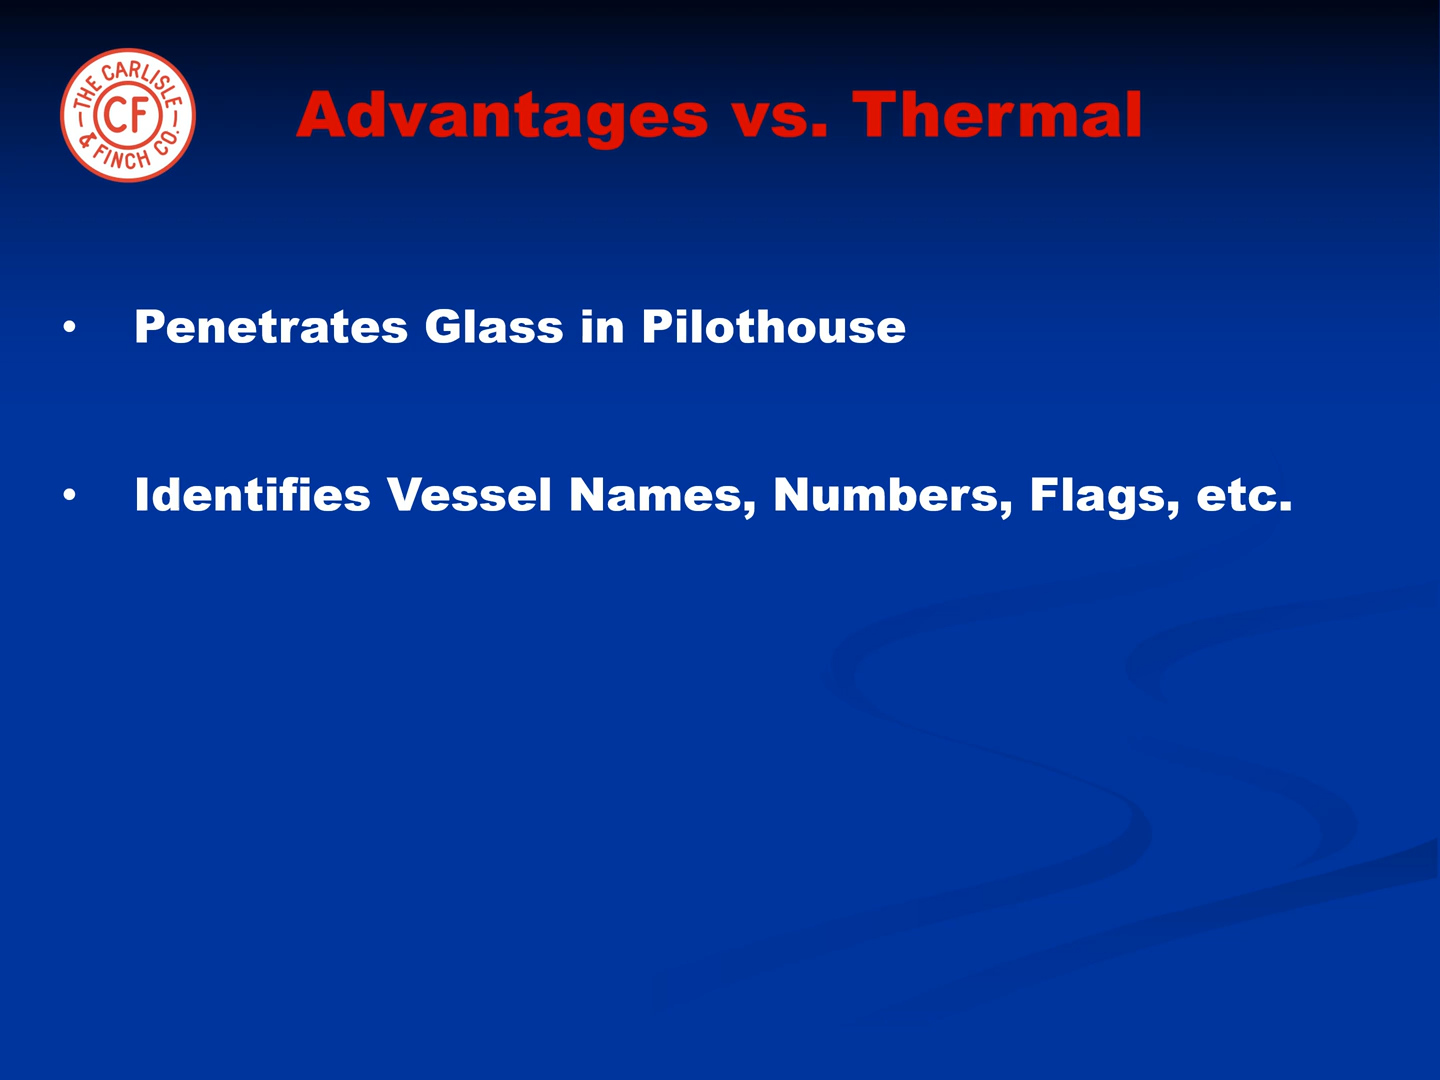 THE CARLISLE
& FINCH CO.
CF
Advantages vs. Thermal
• Penetrates Glass in Pilothouse
• Identifies Vessel Names, Numbers, Flags, etc.